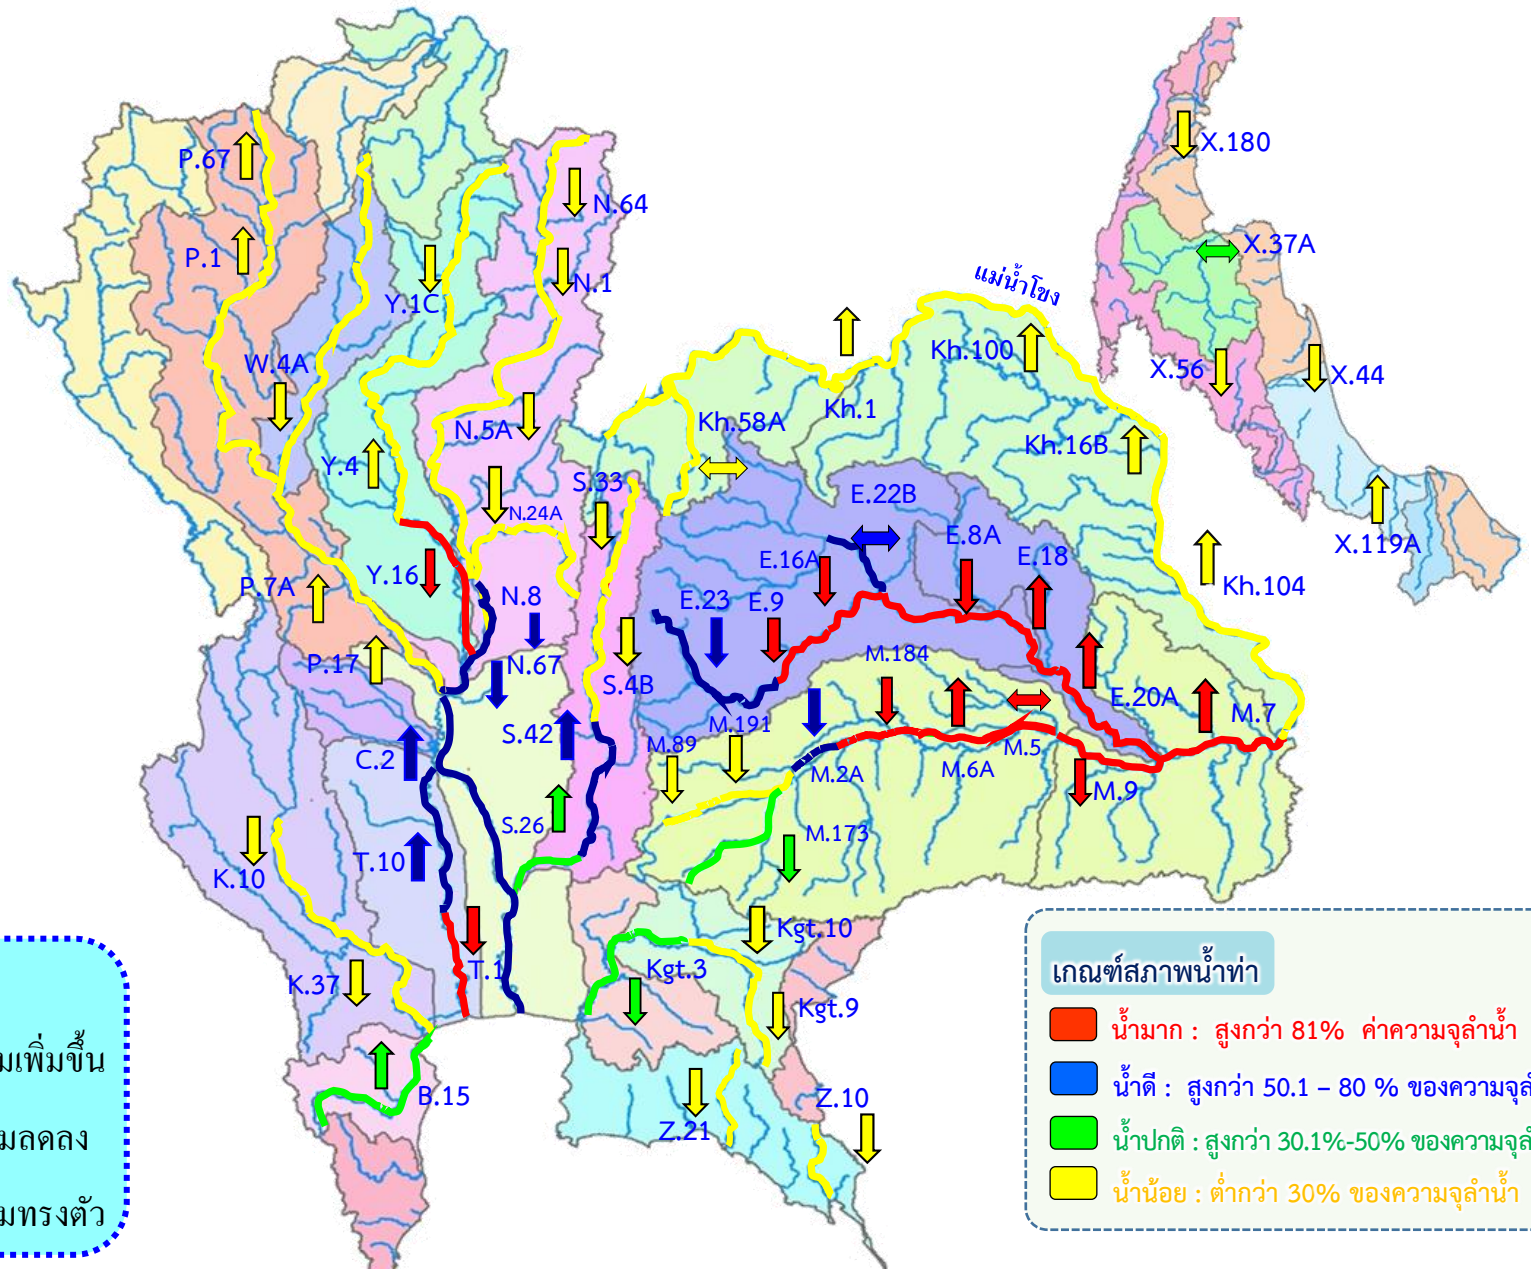 P.67
X.180
N.64
P.1
X.37A
N.1
แม่น้ำโขง
Y.1C
Kh.100
W.4A
X.56
X.44
Kh.1
Kh.58A
N.5A
Kh.16B
Y.4
S.33
E.22B
N.24A
E.8A
X.119A
E.16A
E.18
Y.16
P.7A
Kh.104
N.8
E.23
E.9
M.184
P.17
N.67
S.4B
E.20A
M.7
M.191
S.42
M.89
M.5
C.2
M.2A
M.6A
M.9
S.26
M.173
T.10
K.10
Kgt.10
T.1
Kgt.3
K.37
Kgt.9
B.15
Z.10
Z.21
มเพิ่มขึ้น
มลดลง
มทรงตัว
เกณฑ์สภาพน้ำท่า
น้ำมาก : สูงกว่า 81% ค่าความจุลำน้ำ
น้ำดี : สูงกว่า 50.1 – 80 % ของความจุลำ
น้ำปกติ : สูงกว่า 30.1%-50% ของความจุลำ
น้ำน้อย : ต่ำกว่า 30% ของความจุลำน้ำ